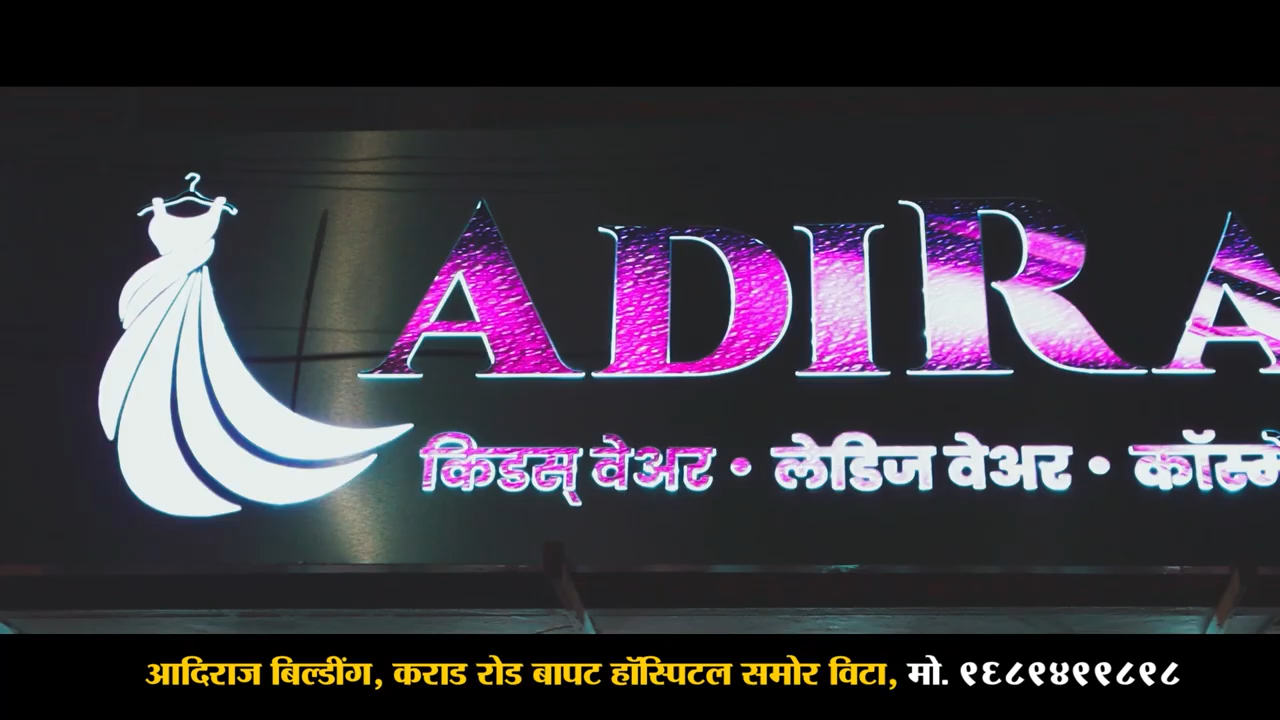 ADIRA
किडस् वेअर • लेडिज वेअर •
आदिराज बिल्डींग, कराड रोड बापट हॉस्पिटल समोर विटा, मो. ९६८९४९९८९८